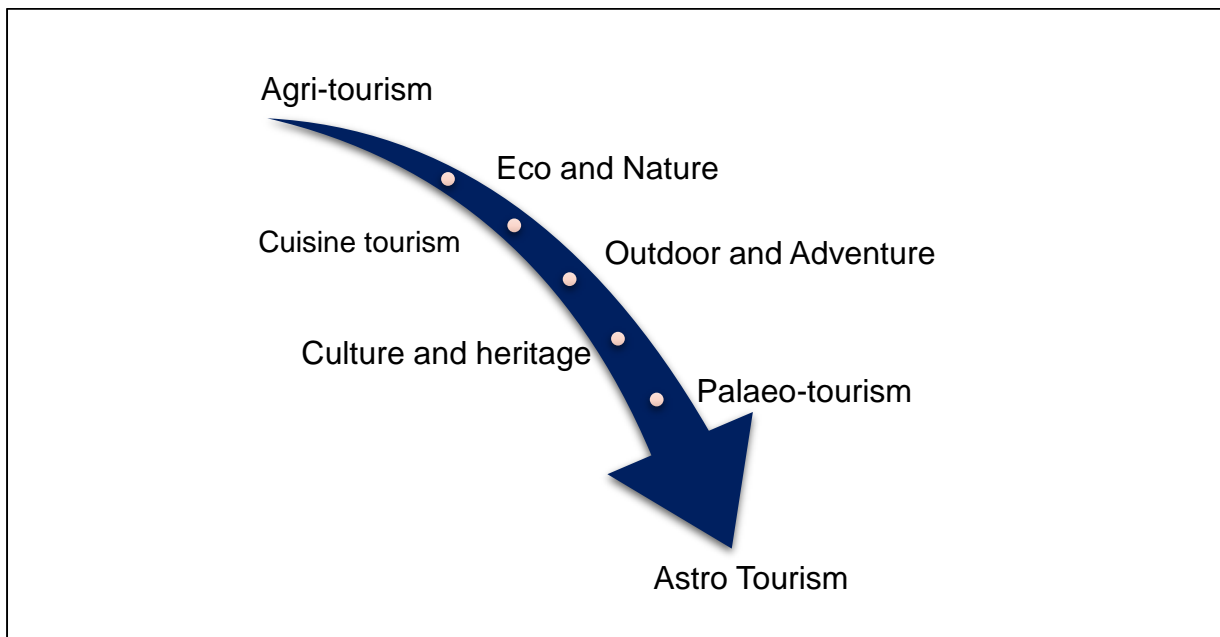 Agri-tourism
Eco and Nature
Cuisine tourism
Outdoor and Adventure
Culture and heritage
Palaeo-tourism
Astro Tourism